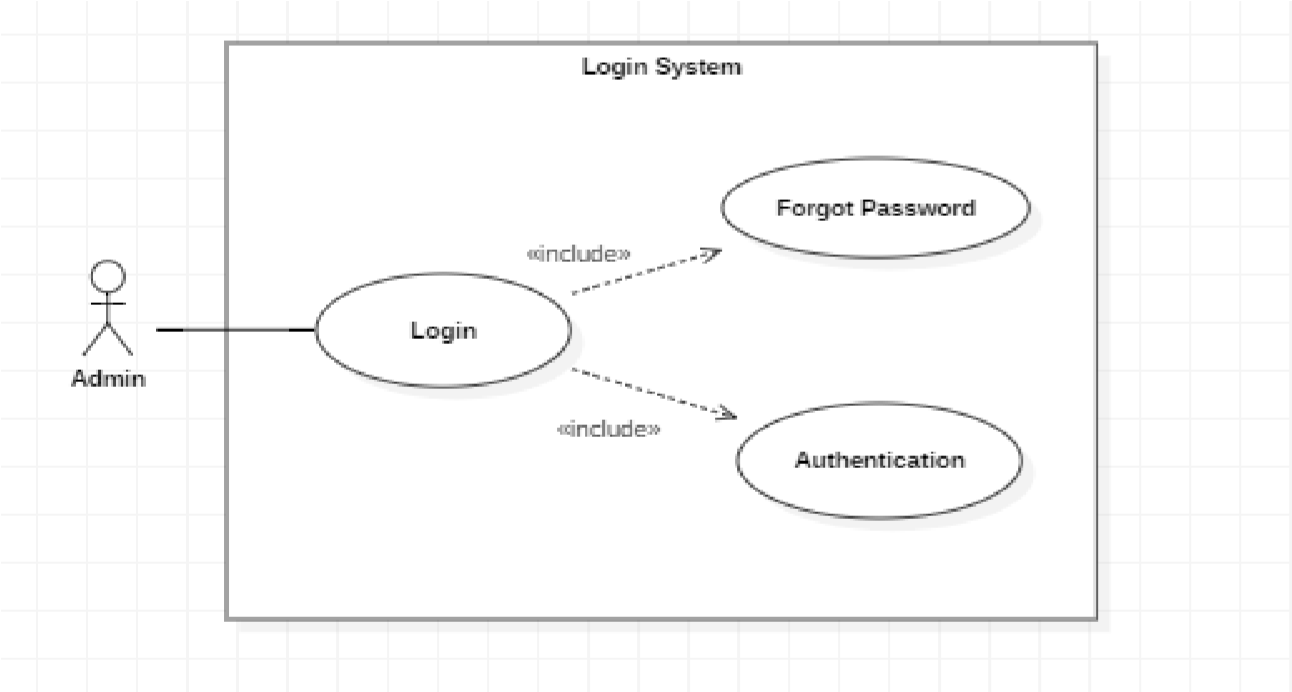 Login System
Forgot Password
«include»
Login
Admin
«include»
Authentication